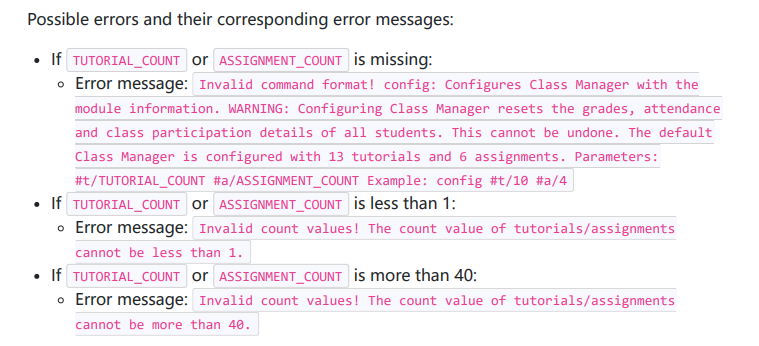 Possible errors and their corresponding error messages:
If TUTORIAL_COUNT or ASSIGNMENT_COUNT is missing:
Error message: Invalid command format! config: Configures Class Manager with the
module information. WARNING: Configuring Class Manager resets the grades, attendance
and class participation details of all students. This cannot be undone. The default
Class Manager is configured with 13 tutorials and 6 assignments. Parameters:
#t/TUTORIAL_COUNT #a/ASSIGNMENT_COUNT Example: config #t/10 #a/4
If TUTORIAL_COUNT or ASSIGNMENT_COUNT is less than 1:
Error message: Invalid count values! The count value of tutorials/assignments
cannot be less than 1.
If TUTORIAL_COUNT or ASSIGNMENT_COUNT is more than 40:
Error message: Invalid count values! The count value of tutorials/assignments
cannot be more than 40.